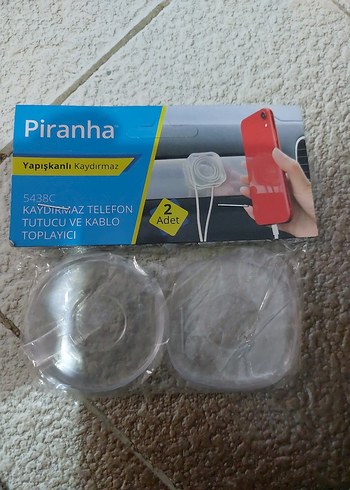 Piranha
Yapışkanlı Kaydırmaz
5438C
KAYDIRMAZ TELEFON
TUTUCU VE KABLO
TOPLAYICI
2
Adet